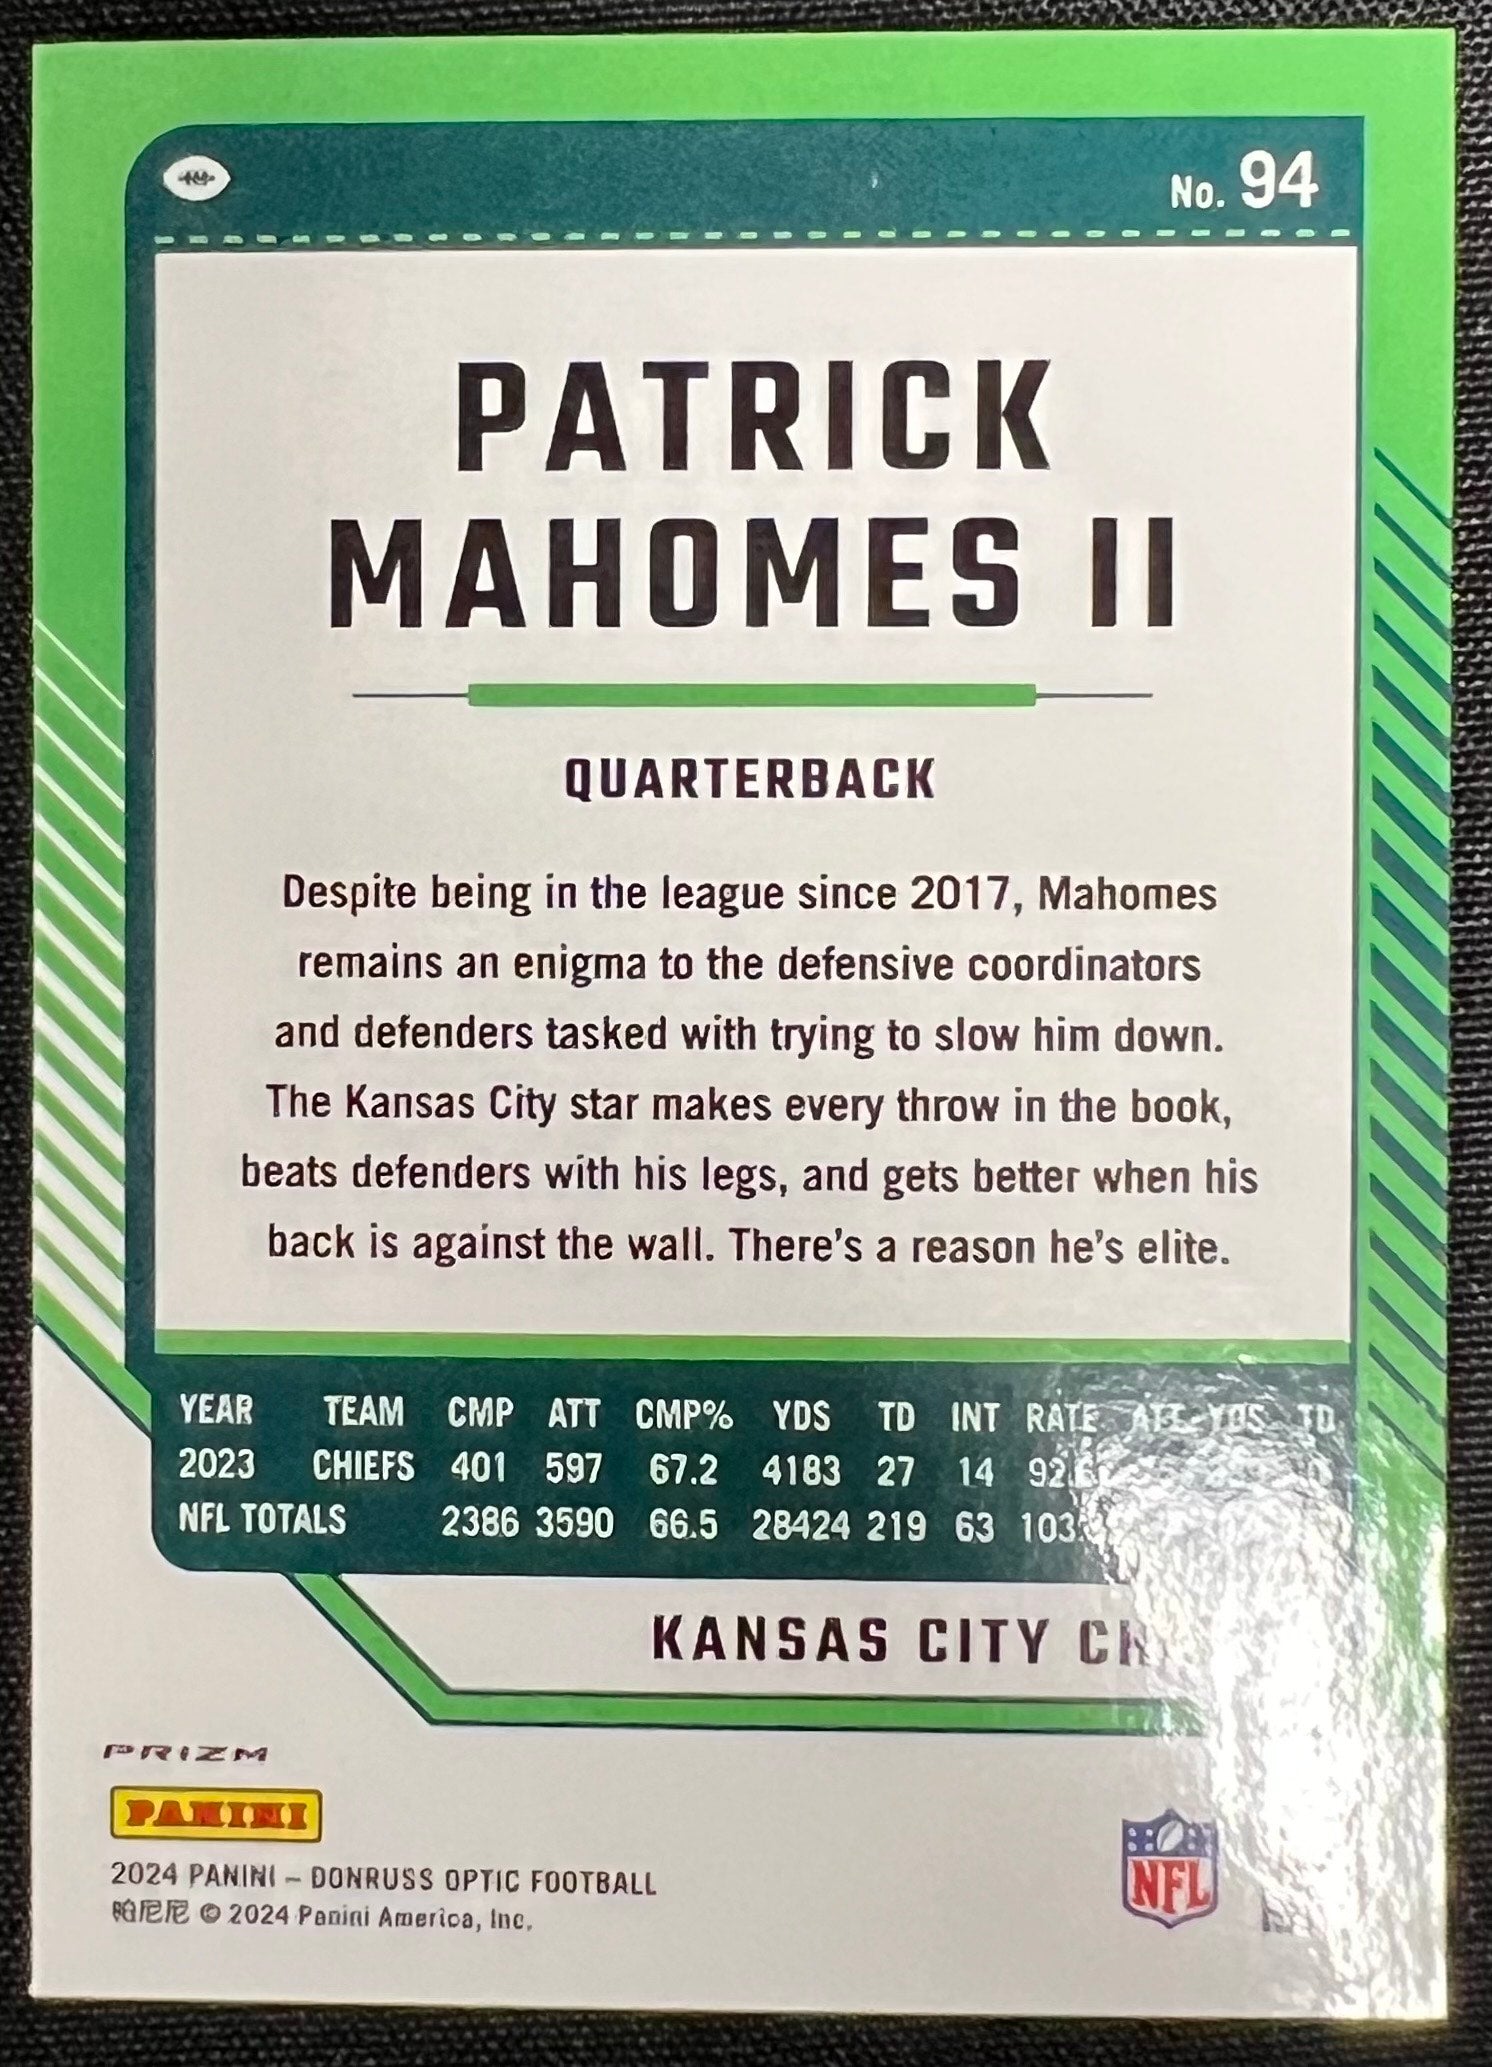 No. 94
PATRICK
MAHOMES II
QUARTERBACK
Despite being in the league since 2017, Mahomes
remains an enigma to the defensive coordinators
and defenders tasked with trying to slow him down.
The Kansas City star makes every throw in the book,
beats defenders with his legs, and gets better when his
back is against the wall. There's a reason he's elite.
YEAR TEAM CMP ATT CMP% YDS TD INT RATE ATT YDS TD
2023 CHIEFS 401 597 67.2 4183 27 14 92.6
NFL TOTALS 2386 3590 66.5 28424 219 63
KANSAS CITY
PRIZM
PANINI
2024 PANINI – DONRUSS OPTIC FOOTBALL
帕尼尼 © 2024 Panini America, Inc.
NFL